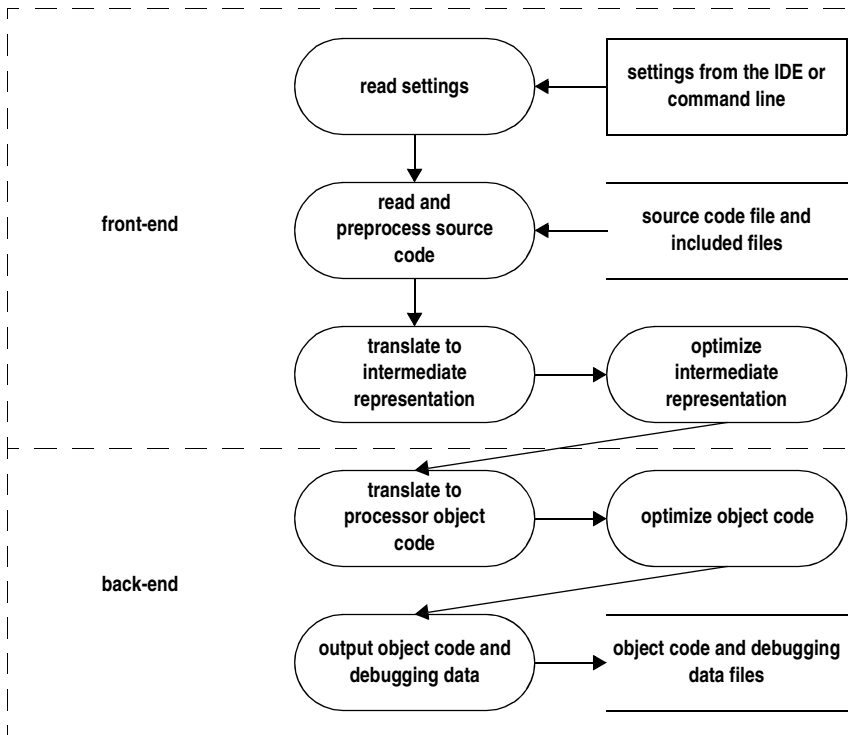 read settings
settings from the IDE or
command line
front-end
read and
preprocess source
code
source code file and
included files
translate to
intermediate
representation
optimize
intermediate
representation
back-end
translate to
processor object
code
optimize object code
output object code and
debugging data
object code and debugging
data files